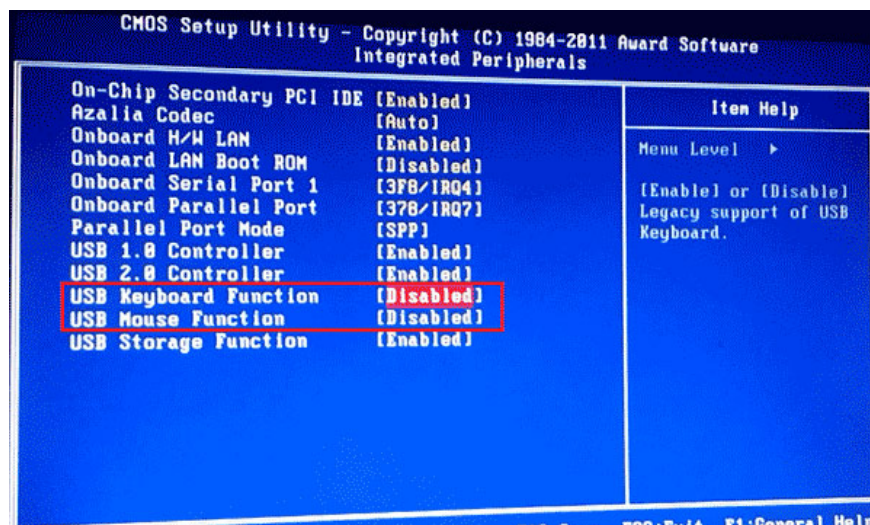 CMOS Setup Utility - Copyright (C) 1984-2011 Award Software
Integrated Peripherals
On-Chip Secondary PCI IDE [Enabled]
Azalia Codec [Auto]
Onboard H/W LAN [Enabled]
Onboard LAN Boot ROM [Disabled]
Onboard Serial Port 1 [3F8/IRQ4]
Onboard Parallel Port [378/IRQ7]
Parallel Port Mode [SPP]
USB 1.0 Controller [Enabled]
USB 2.0 Controller [Enabled]
USB Keyboard Function [Disabled]
USB Mouse Function [Disabled]
USB Storage Function [Enabled]
Item Help
Menu Level ▶
[Enable] or [Disable]
Legacy support of USB
Keyboard.
ESC:Exit F1:General Help